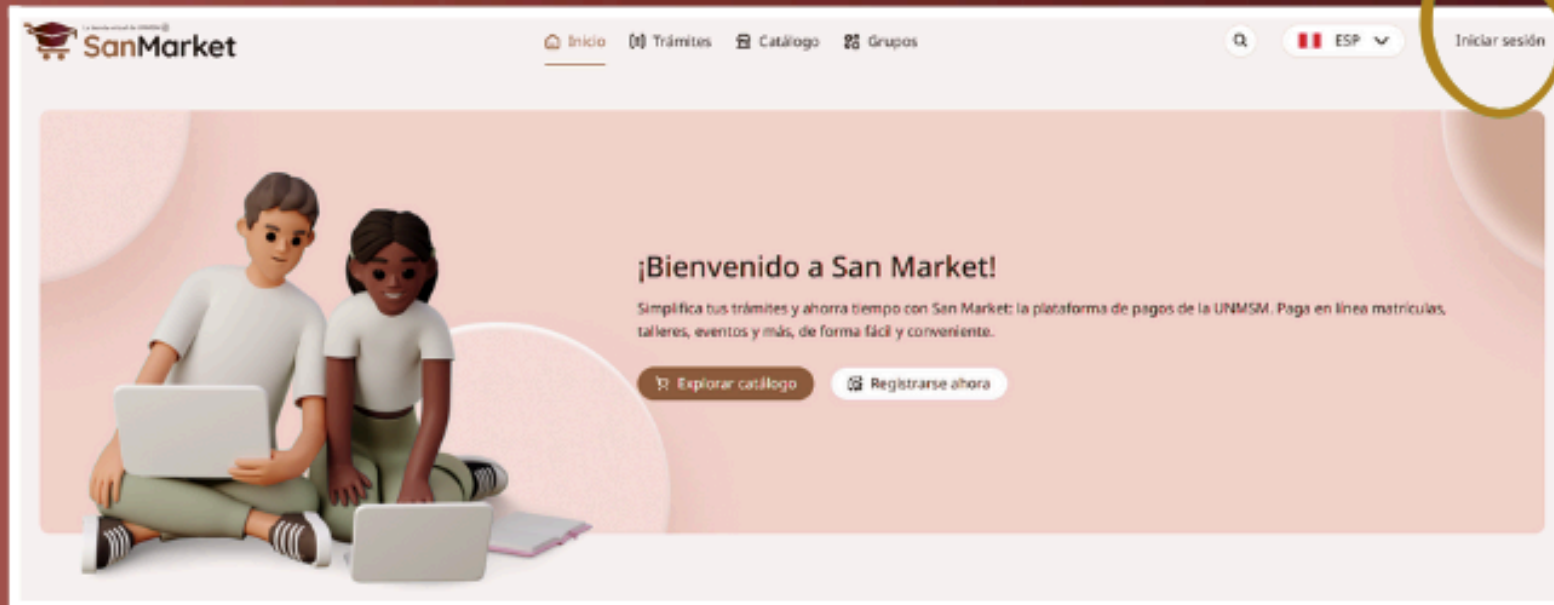 SanMarket
Inicio Trámites Catálogo Grupos ESP Iniciar sesión
¡Bienvenido a San Market!
Simplifica tus trámites y ahorra tiempo con San Market: la plataforma de pagos de la UNMSM. Paga en línea matrículas,
talleres, eventos y más, de forma fácil y conveniente.
Explorar catálogo Registrarse ahora